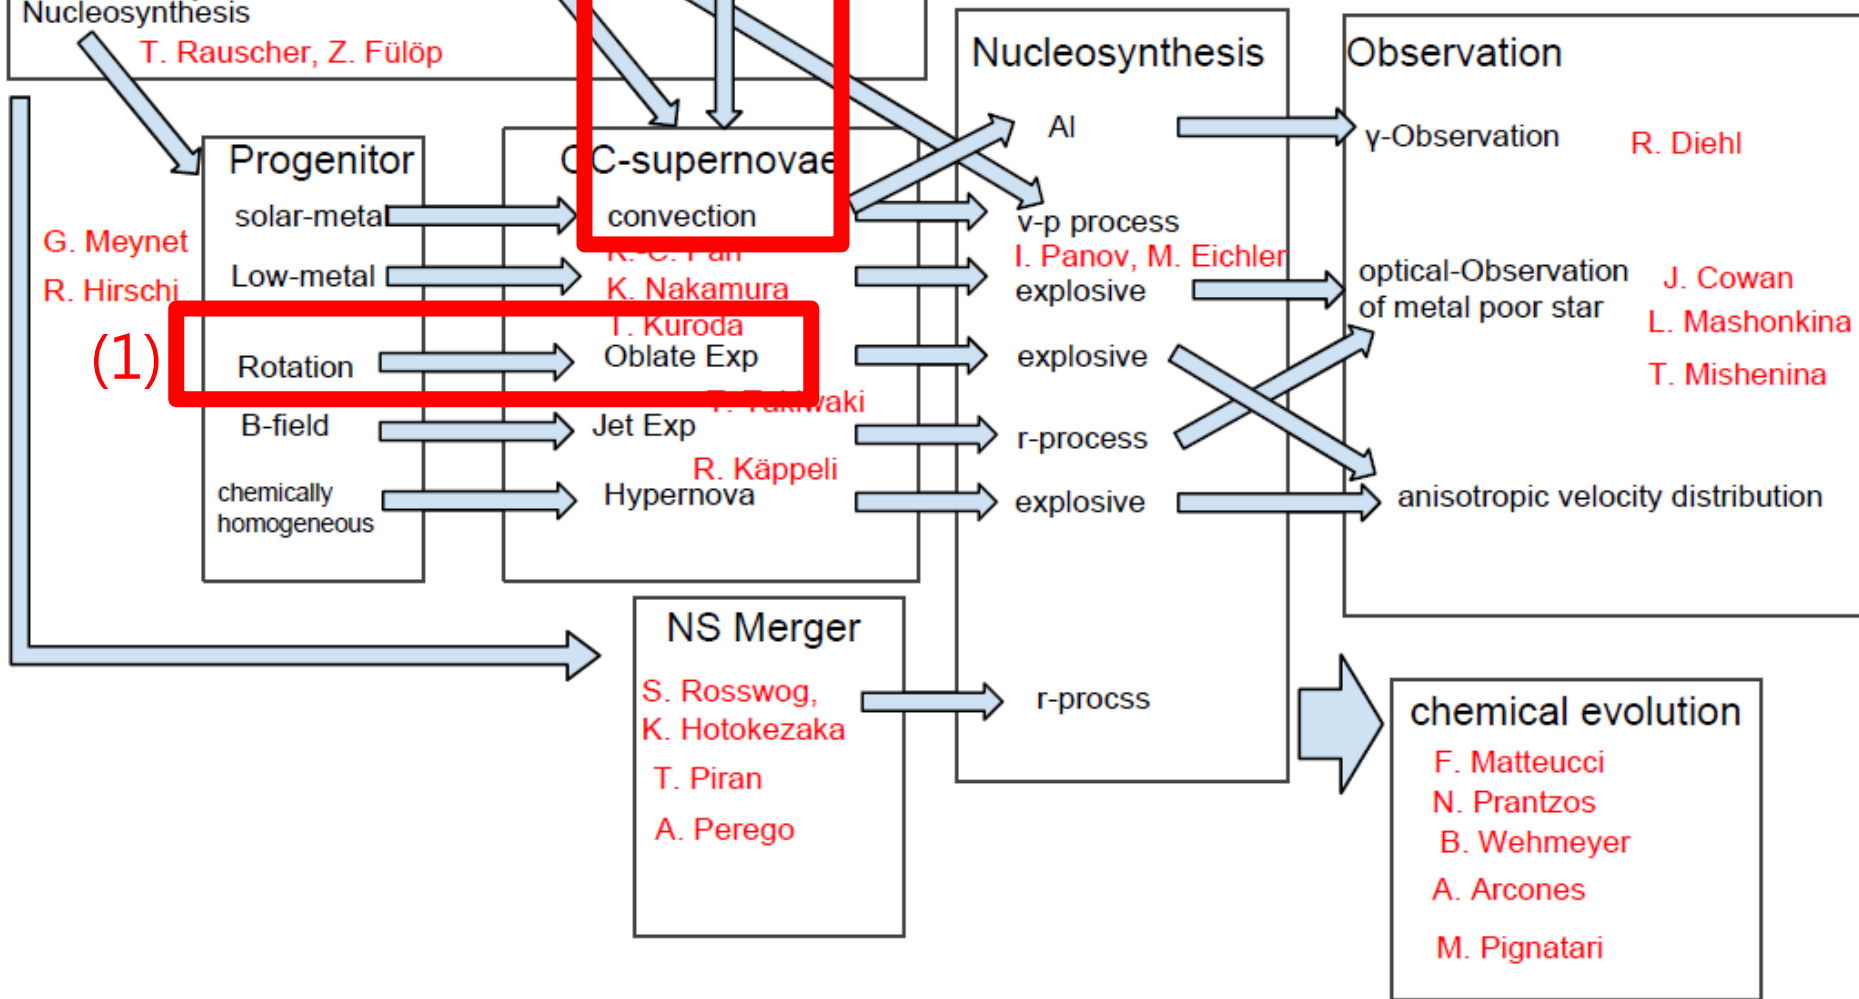 Nucleosynthesis
T. Rauscher, Z. Fülöp
Progenitor
solar-metal
Low-metal
Rotation
B-field
chemically
homogeneous
G. Meynet
R. Hirschi
(1)
CC-supernovae
convection
K.-C. Pan
K. Nakamura
T. Kuroda
Oblate Exp
T. Takiwaki
Jet Exp
R. Käppeli
Hypernova
Nucleosynthesis
Al
ν-p process
I. Panov, M. Eichler
explosive
explosive
r-process
explosive
r-procss
Observation
γ-Observation
R. Diehl
optical-Observation
of metal poor star
J. Cowan
L. Mashonkina
T. Mishenina
anisotropic velocity distribution
NS Merger
S. Rosswog,
K. Hotokezaka
T. Piran
A. Perego
chemical evolution
F. Matteucci
N. Prantzos
B. Wehmeyer
A. Arcones
M. Pignatari